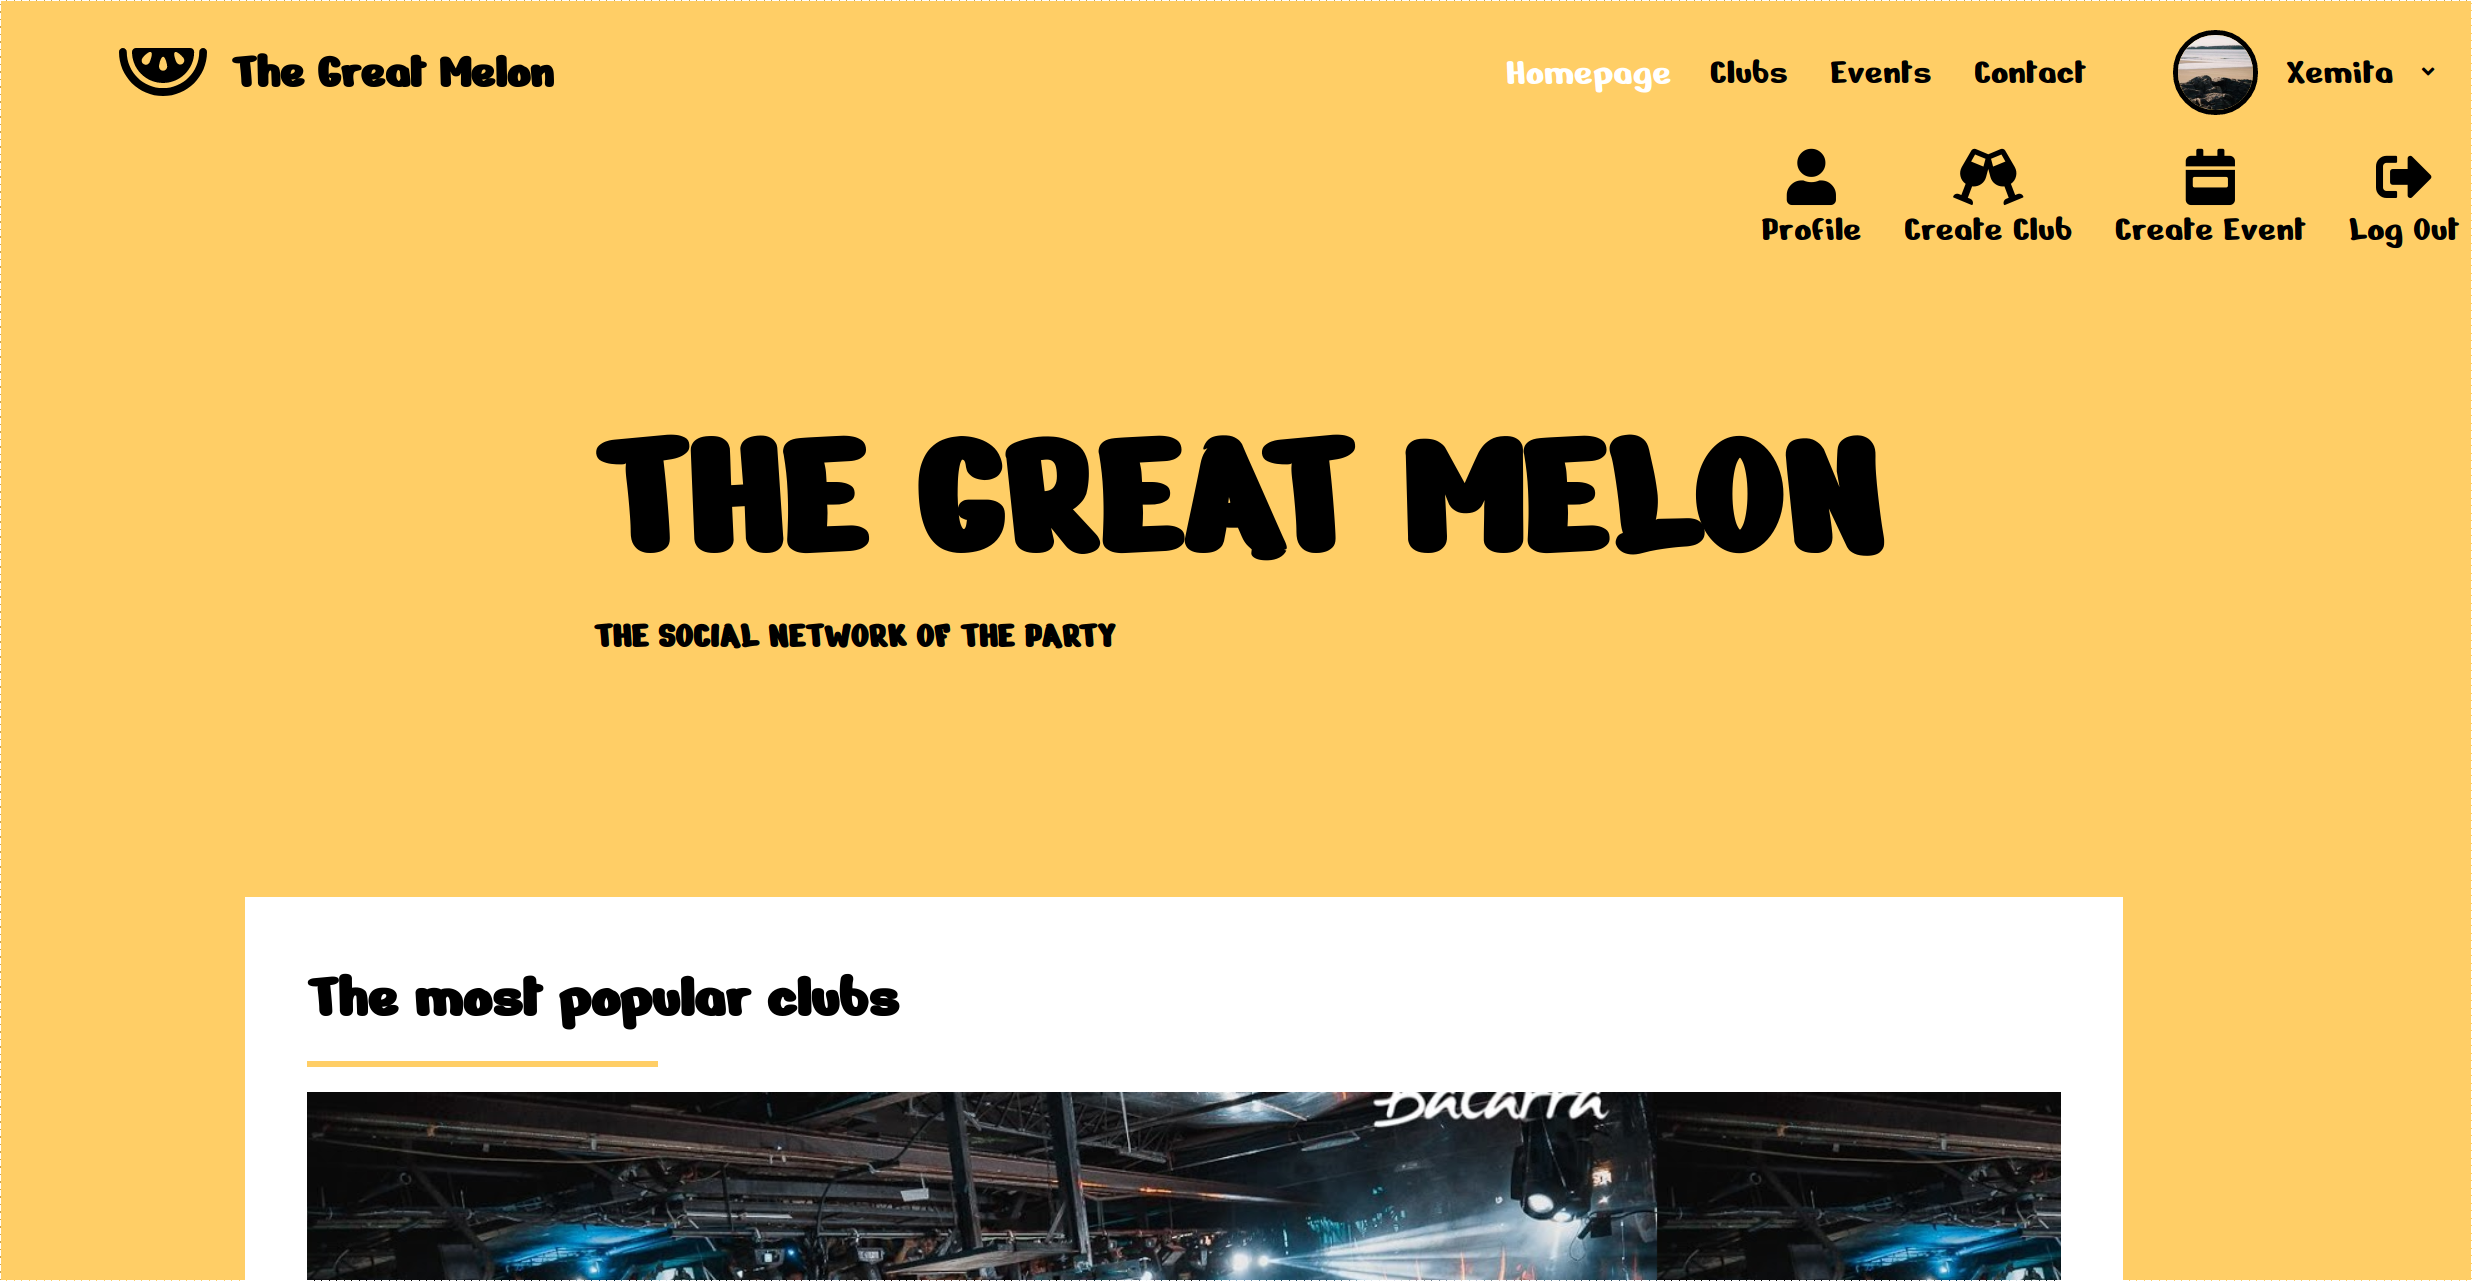 The Great Melon
Homepage Clubs Events Contact Xemita
Profile Create Club Create Event Log Out
THE GREAT MELON
THE SOCIAL NETWORK OF THE PARTY
The most popular clubs
Bacarra